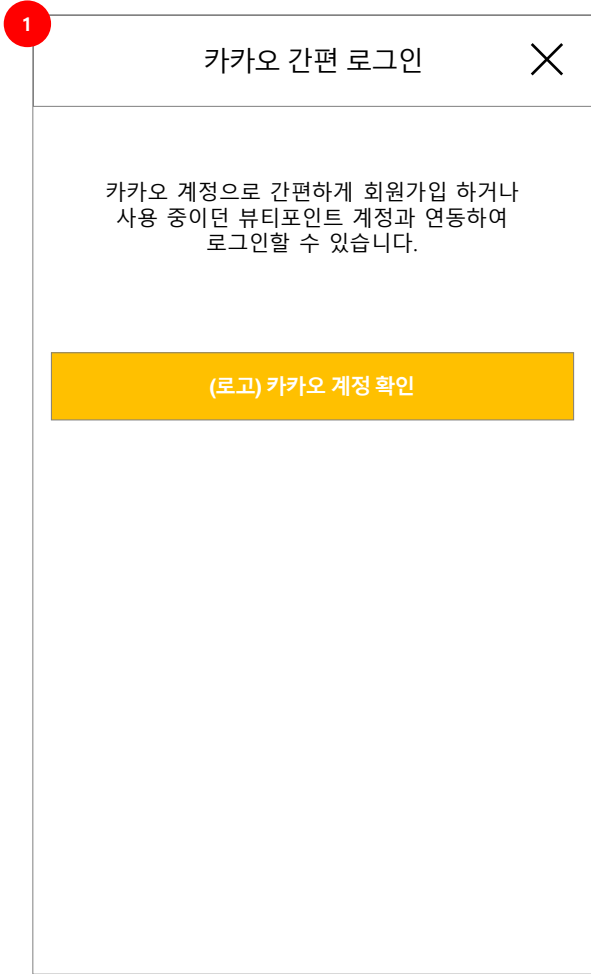 1
카카오 간편 로그인
카카오 계정으로 간편하게 회원가입 하거나
사용 중이던 뷰티포인트 계정과 연동하여
로그인할 수 있습니다.
(로고) 카카오 계정 확인